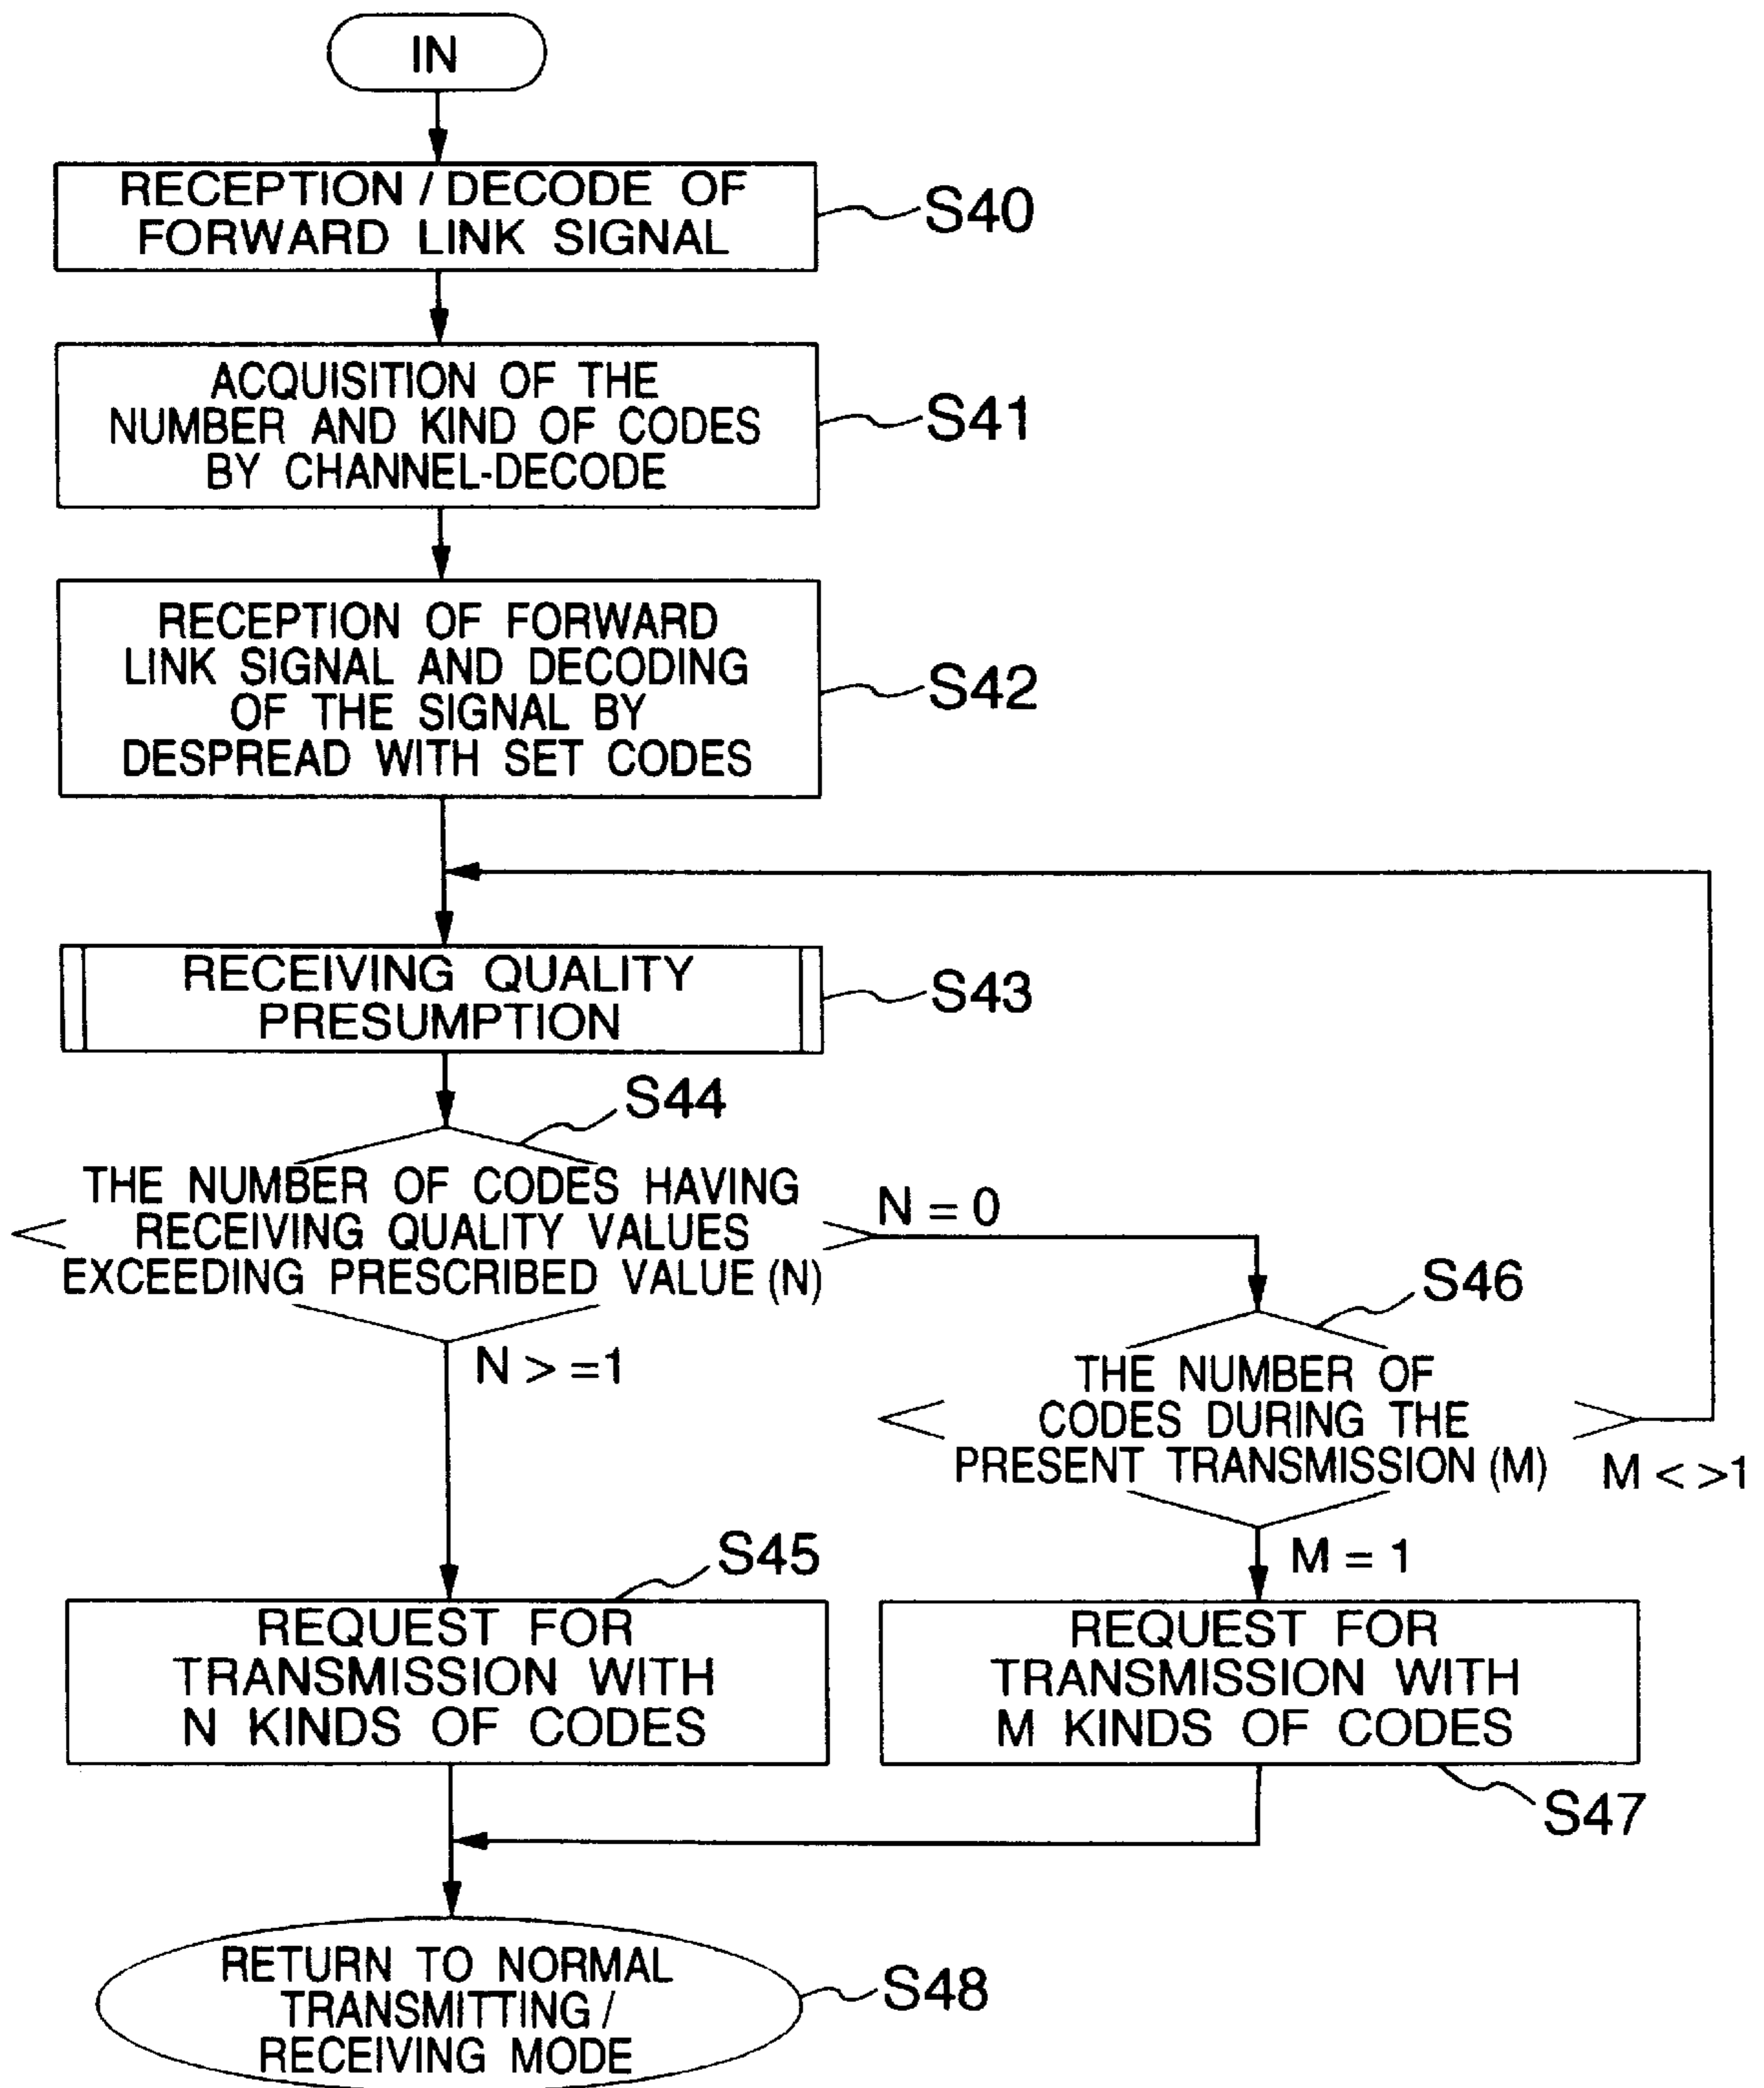 IN
RECEPTION / DECODE OF
FORWARD LINK SIGNAL
S40
ACQUISITION OF THE
NUMBER AND KIND OF CODES
BY CHANNEL-DECODE
S41
RECEPTION OF FORWARD
LINK SIGNAL AND DECODING
OF THE SIGNAL BY
DESPREAD WITH SET CODES
S42
RECEIVING QUALITY
PRESUMPTION
S43
S44
THE NUMBER OF CODES HAVING
RECEIVING QUALITY VALUES
EXCEEDING PRESCRIBED VALUE (N)
N = 0
N > =1
S46
THE NUMBER OF
CODES DURING THE
PRESENT TRANSMISSION (M)
M < >1
M = 1
S45
REQUEST FOR
TRANSMISSION WITH
N KINDS OF CODES
REQUEST FOR
TRANSMISSION WITH
M KINDS OF CODES
S47
RETURN TO NORMAL
TRANSMITTING /
RECEIVING MODE
S48